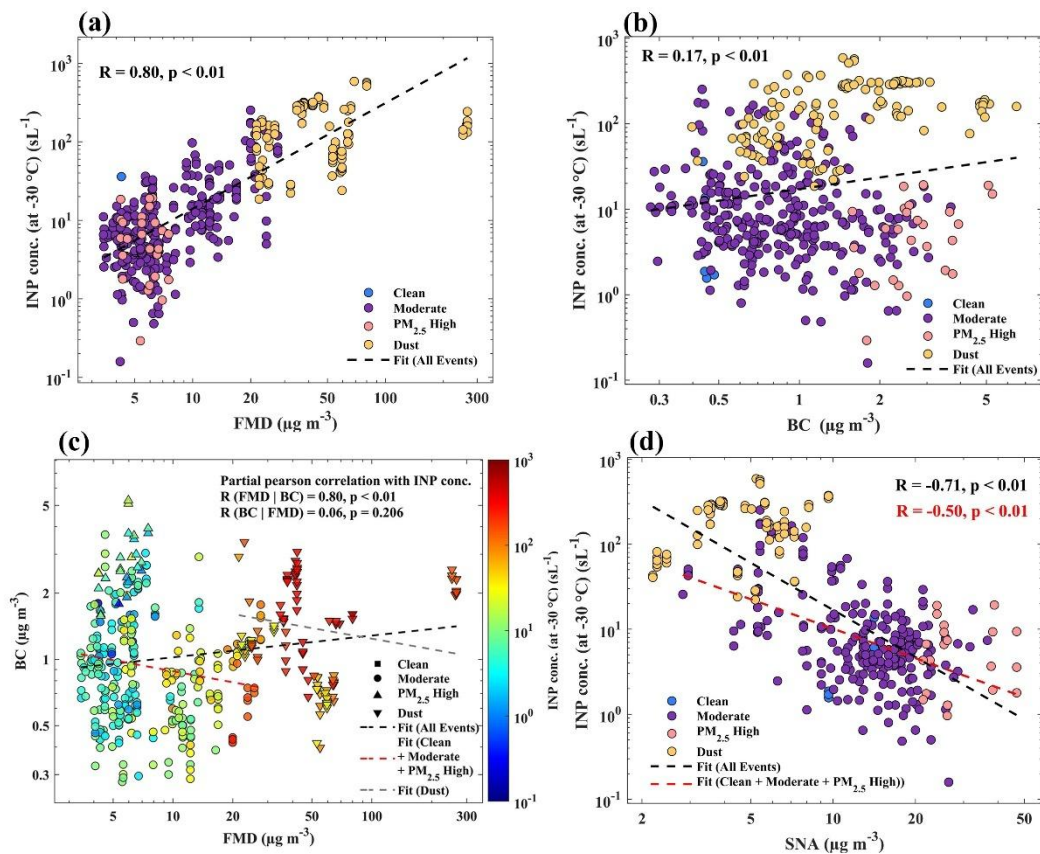 (a)
R = 0.80, p < 0.01
INP conc. (at -30 °C) (sL⁻¹)
10³
10²
10¹
10⁰
10⁻¹
Clean
Moderate
PM₂.₅ High
Dust
Fit (All Events)
5 10 20 30 50 100 300
FMD (µg m⁻³)
(b)
R = 0.17, p < 0.01
INP conc. (at -30 °C) (sL⁻¹)
10³
10²
10¹
10⁰
10⁻¹
Clean
Moderate
PM₂.₅ High
Dust
Fit (All Events)
0.3 0.5 1 2 5
BC (µg m⁻³)
(c)
Partial pearson correlation with INP conc.
R (FMD | BC) = 0.80, p < 0.01
R (BC | FMD) = 0.06, p = 0.206
BC (µg m⁻³)
5
2
1
0.5
0.3
Clean
Moderate
PM₂.₅ High
Dust
Fit (All Events)
Fit (Clean
+ Moderate
+ PM₂.₅ High)
Fit (Dust)
5 10 20 30 50 100 300
FMD (µg m⁻³)
10³
10²
10¹
10⁰
10⁻¹
INP conc. (at -30 °C) (sL⁻¹)
(d)
R = -0.71, p < 0.01
R = -0.50, p < 0.01
INP conc. (at -30 °C) (sL⁻¹)
10³
10²
10¹
10⁰
10⁻¹
Clean
Moderate
PM₂.₅ High
Dust
Fit (All Events)
Fit (Clean + Moderate + PM₂.₅ High))
2 5 10 20 50
SNA (µg m⁻³)